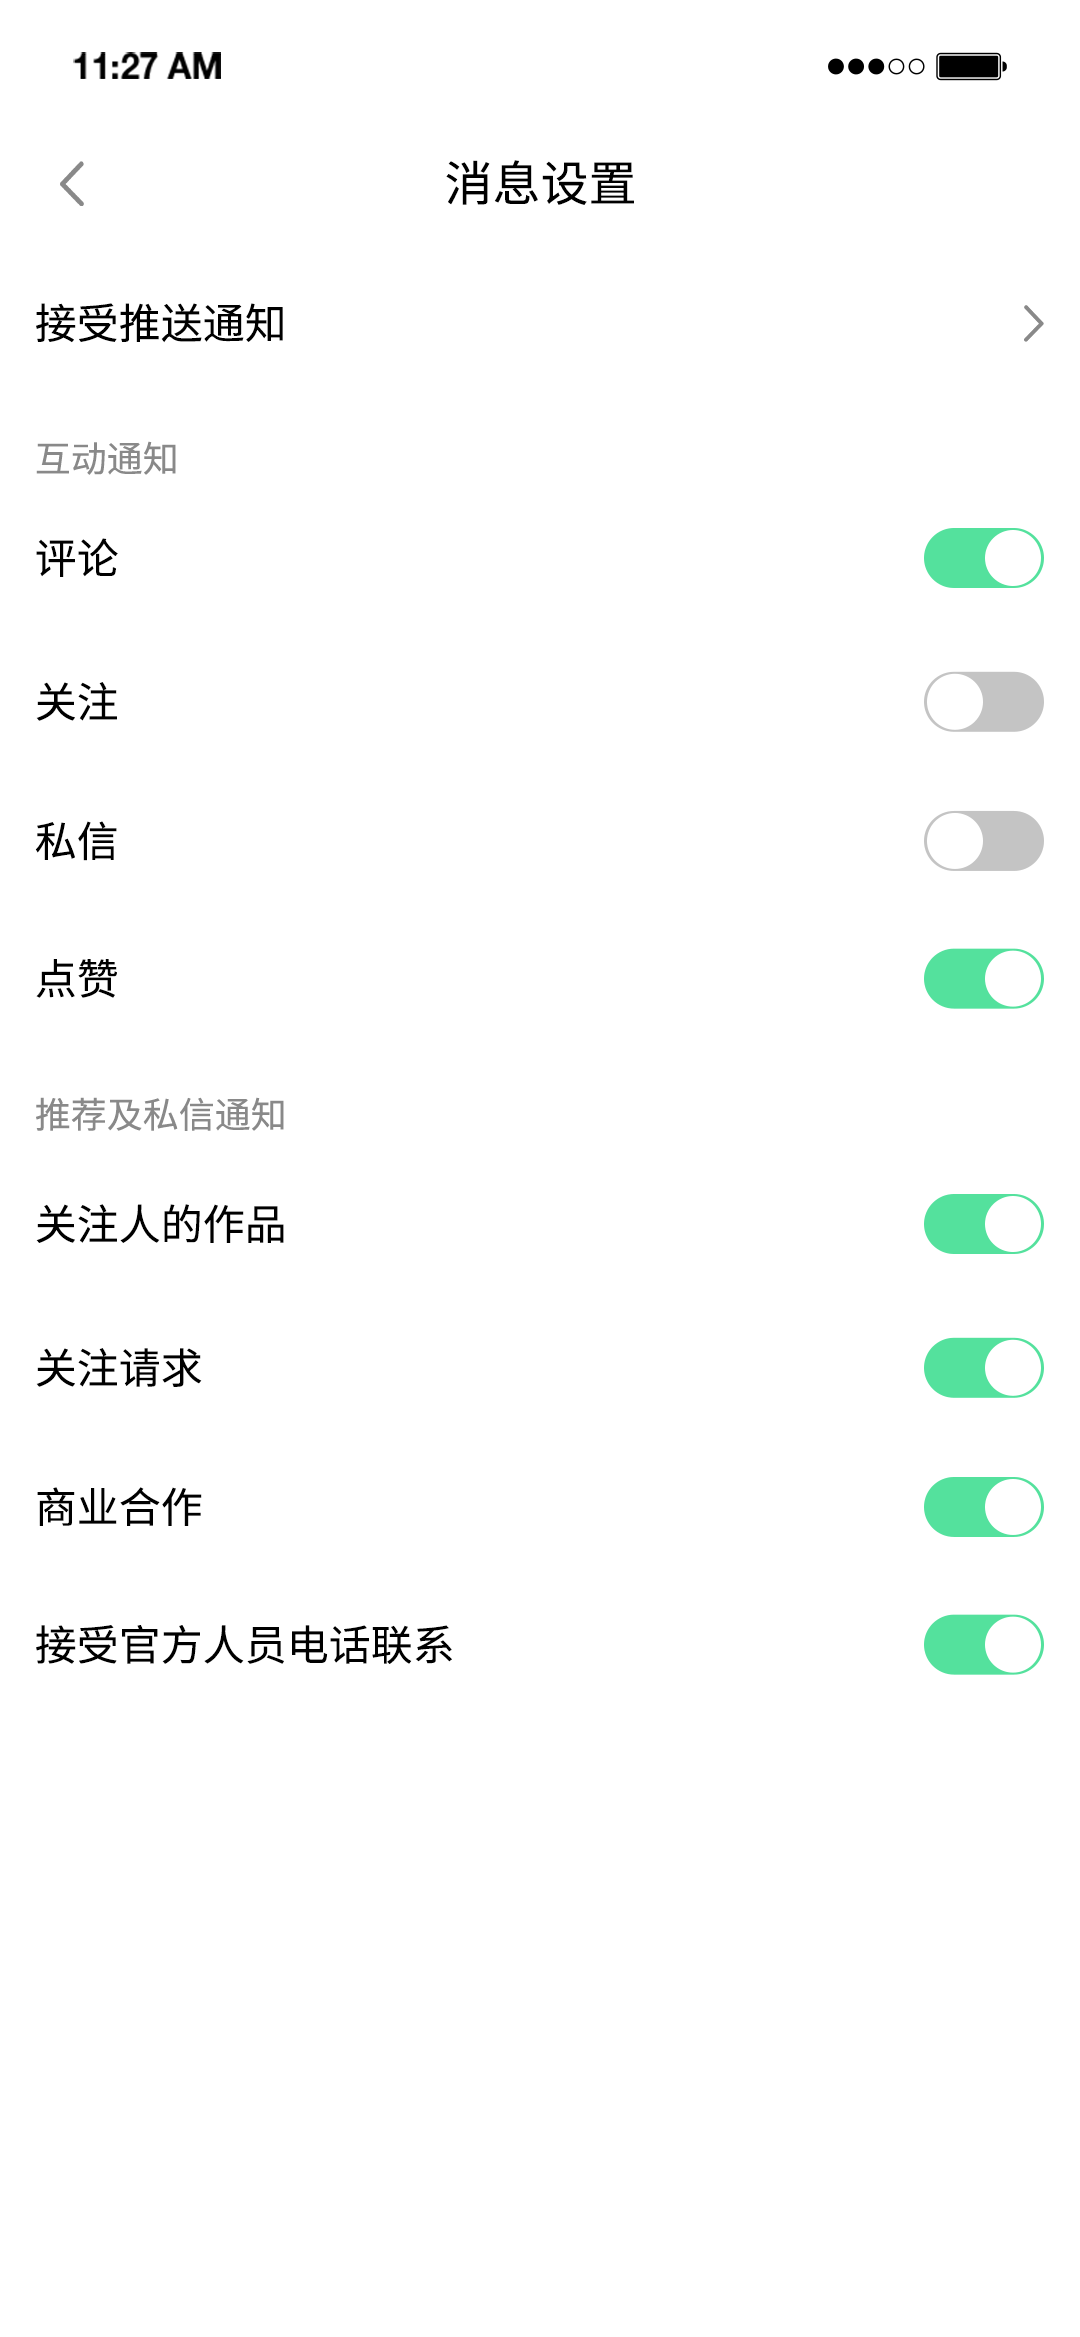 11:27 AM
消息设置
接受推送通知
互动通知
评论
关注
私信
点赞
推荐及私信通知
关注人的作品
关注请求
商业合作
接受官方人员电话联系